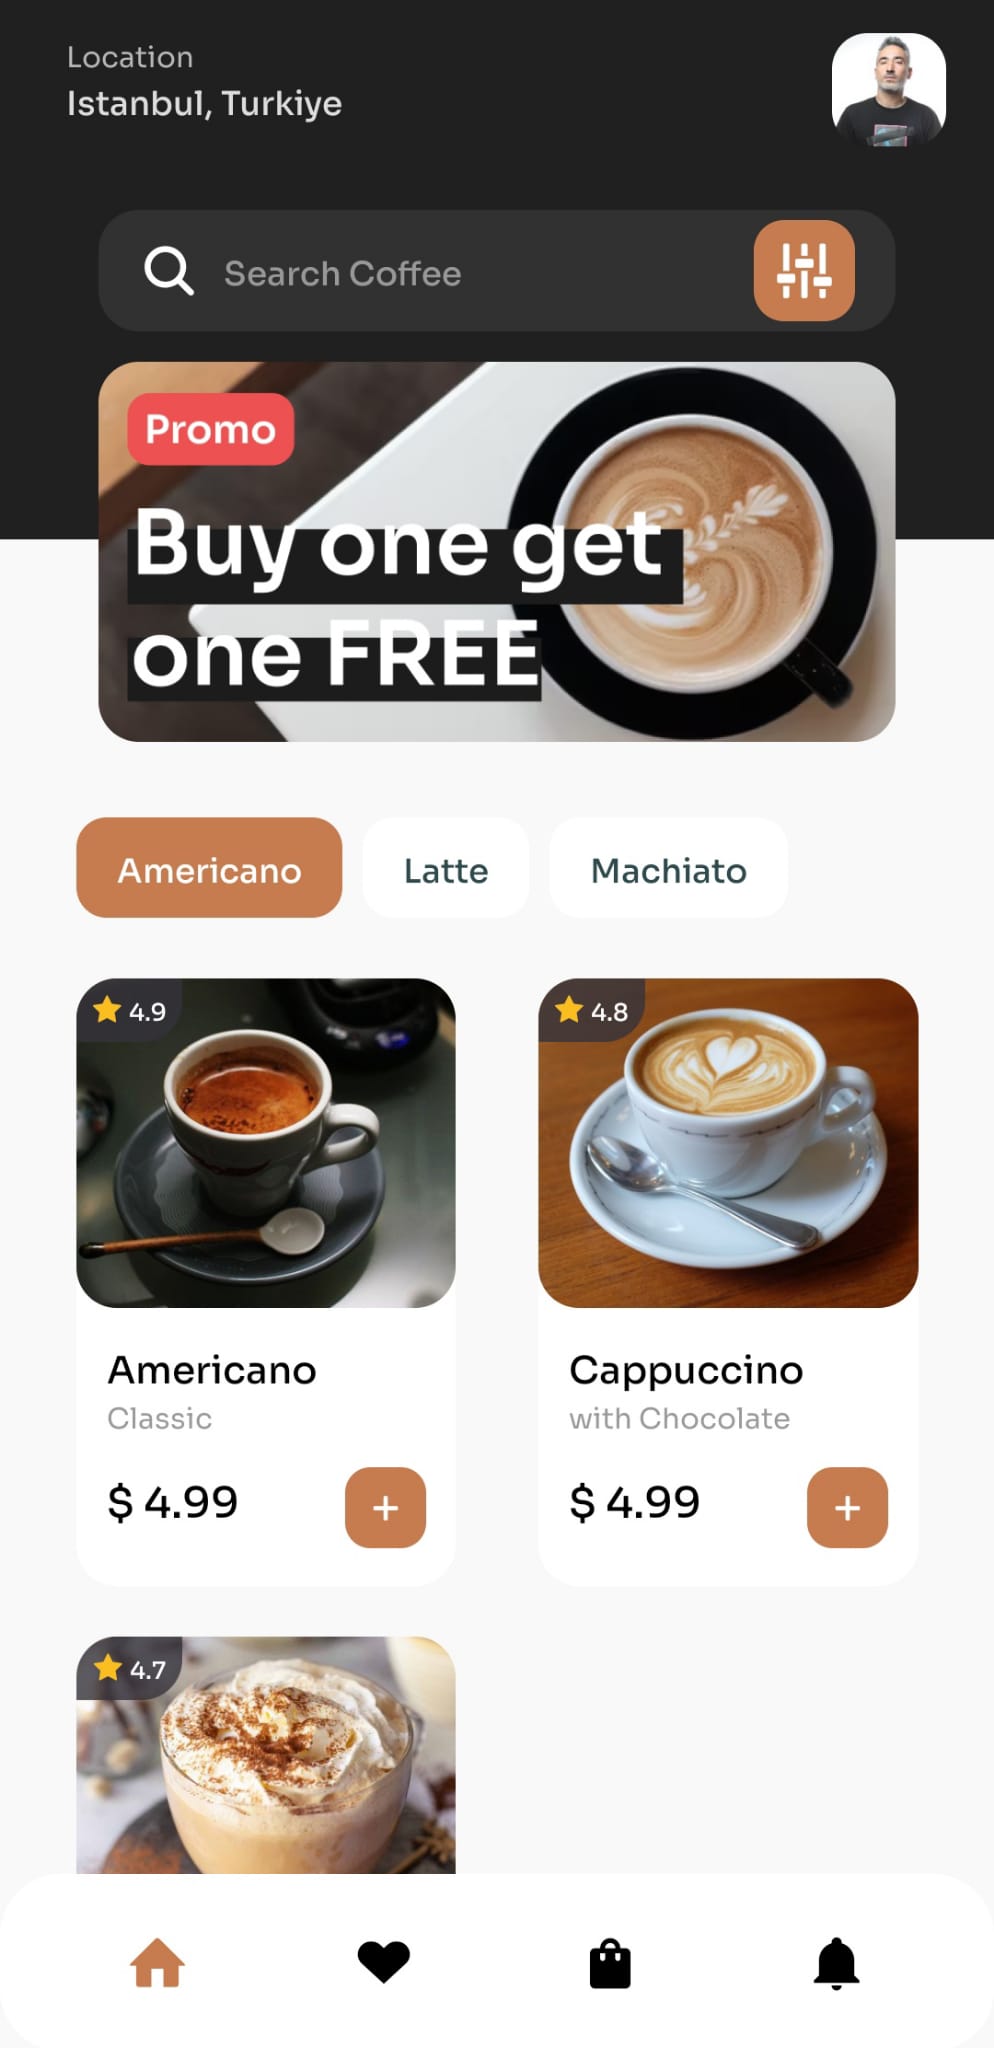 Location
Istanbul, Turkiye
Search Coffee
Promo
Buy one get
one FREE
Americano
Latte
Machiato
4.9
4.8
Americano
Cappuccino
Classic
with Chocolate
$ 4.99
+
$ 4.99
+
4.7